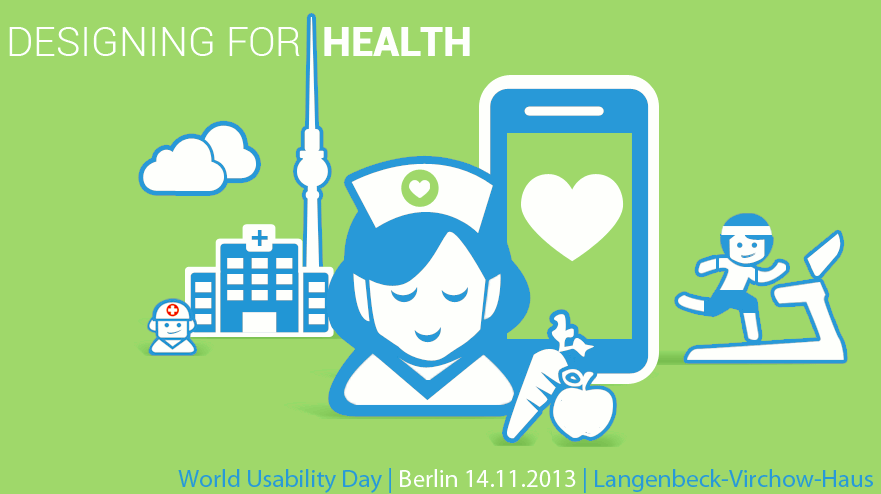 DESIGNING FOR HEALTH
World Usability Day | Berlin 14.11.2013 | Langenbeck-Virchow-Haus